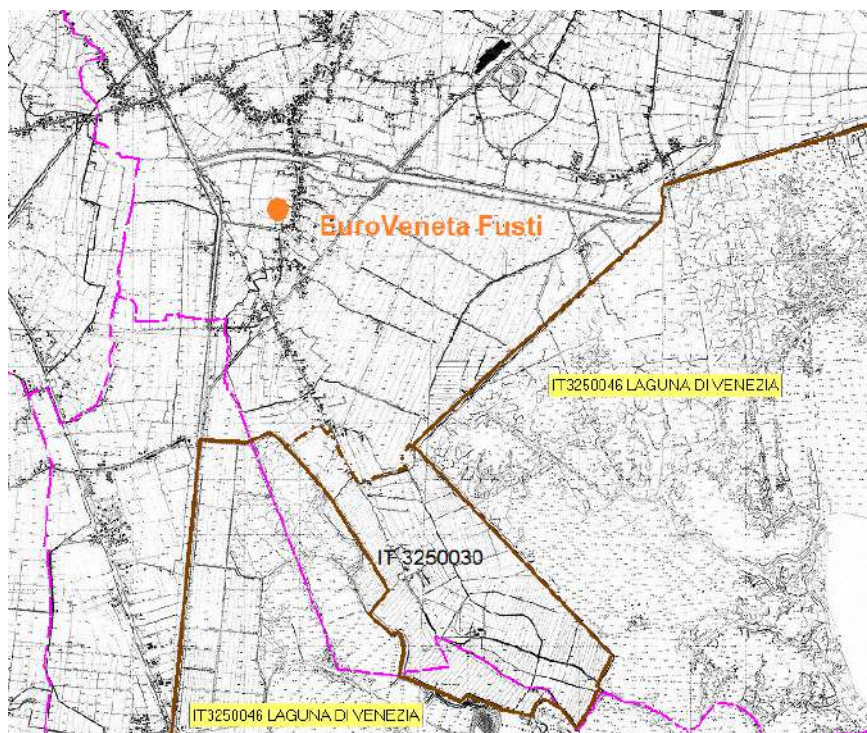 EuroVeneta Fusti
IT3250046 LAGUNA DI VENEZIA
IT 3250030
IT3250046 LAGUNA DI VENEZIA